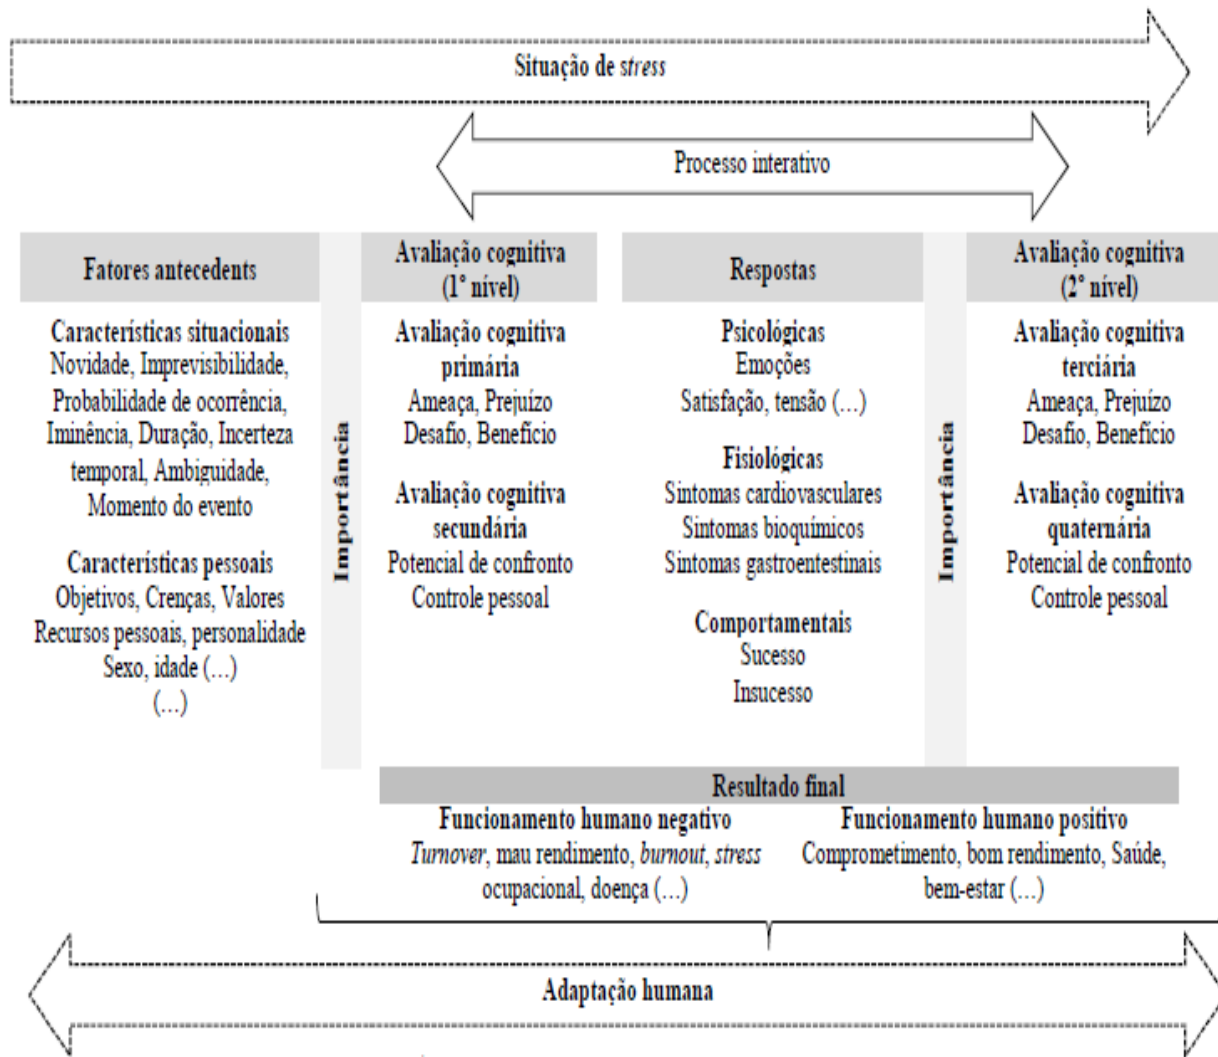 Situação de stress
Processo interativo
Fatores antecedents
Características situacionais
Novidade, Imprevisibilidade,
Probabilidade de ocorrência,
Iminência, Duração, Incerteza
temporal, Ambiguidade,
Momento do evento
Características pessoais
Objetivos, Crenças, Valores
Recursos pessoais, personalidade
Sexo, idade (…)
(…)
Importância
Avaliação cognitiva
(1º nível)
Avaliação cognitiva
primária
Ameaça, Prejuízo
Desafio, Benefício
Avaliação cognitiva
secundária
Potencial de confronto
Controle pessoal
Respostas
Psicológicas
Emoções
Satisfação, tensão (…)
Fisiológicas
Sintomas cardiovasculares
Sintomas bioquímicos
Sintomas gastroentestinais
Comportamentais
Sucesso
Insucesso
Importância
Avaliação cognitiva
(2º nível)
Avaliação cognitiva
terciária
Ameaça, Prejuízo
Desafio, Benefício
Avaliação cognitiva
quaternária
Potencial de confronto
Controle pessoal
Resultado final
Funcionamento humano negativo
Turnover, mau rendimento, burnout, stress
ocupacional, doença (…)
Funcionamento humano positivo
Comprometimento, bom rendimento, Saúde,
bem-estar (…)
Adaptação humana